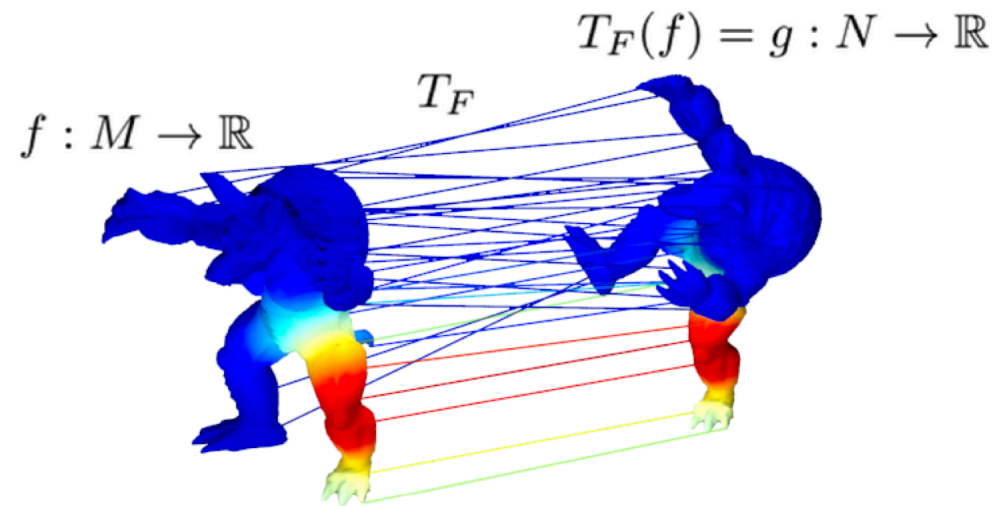 T_F(f) = g : N → ℝ
T_F
f : M → ℝ